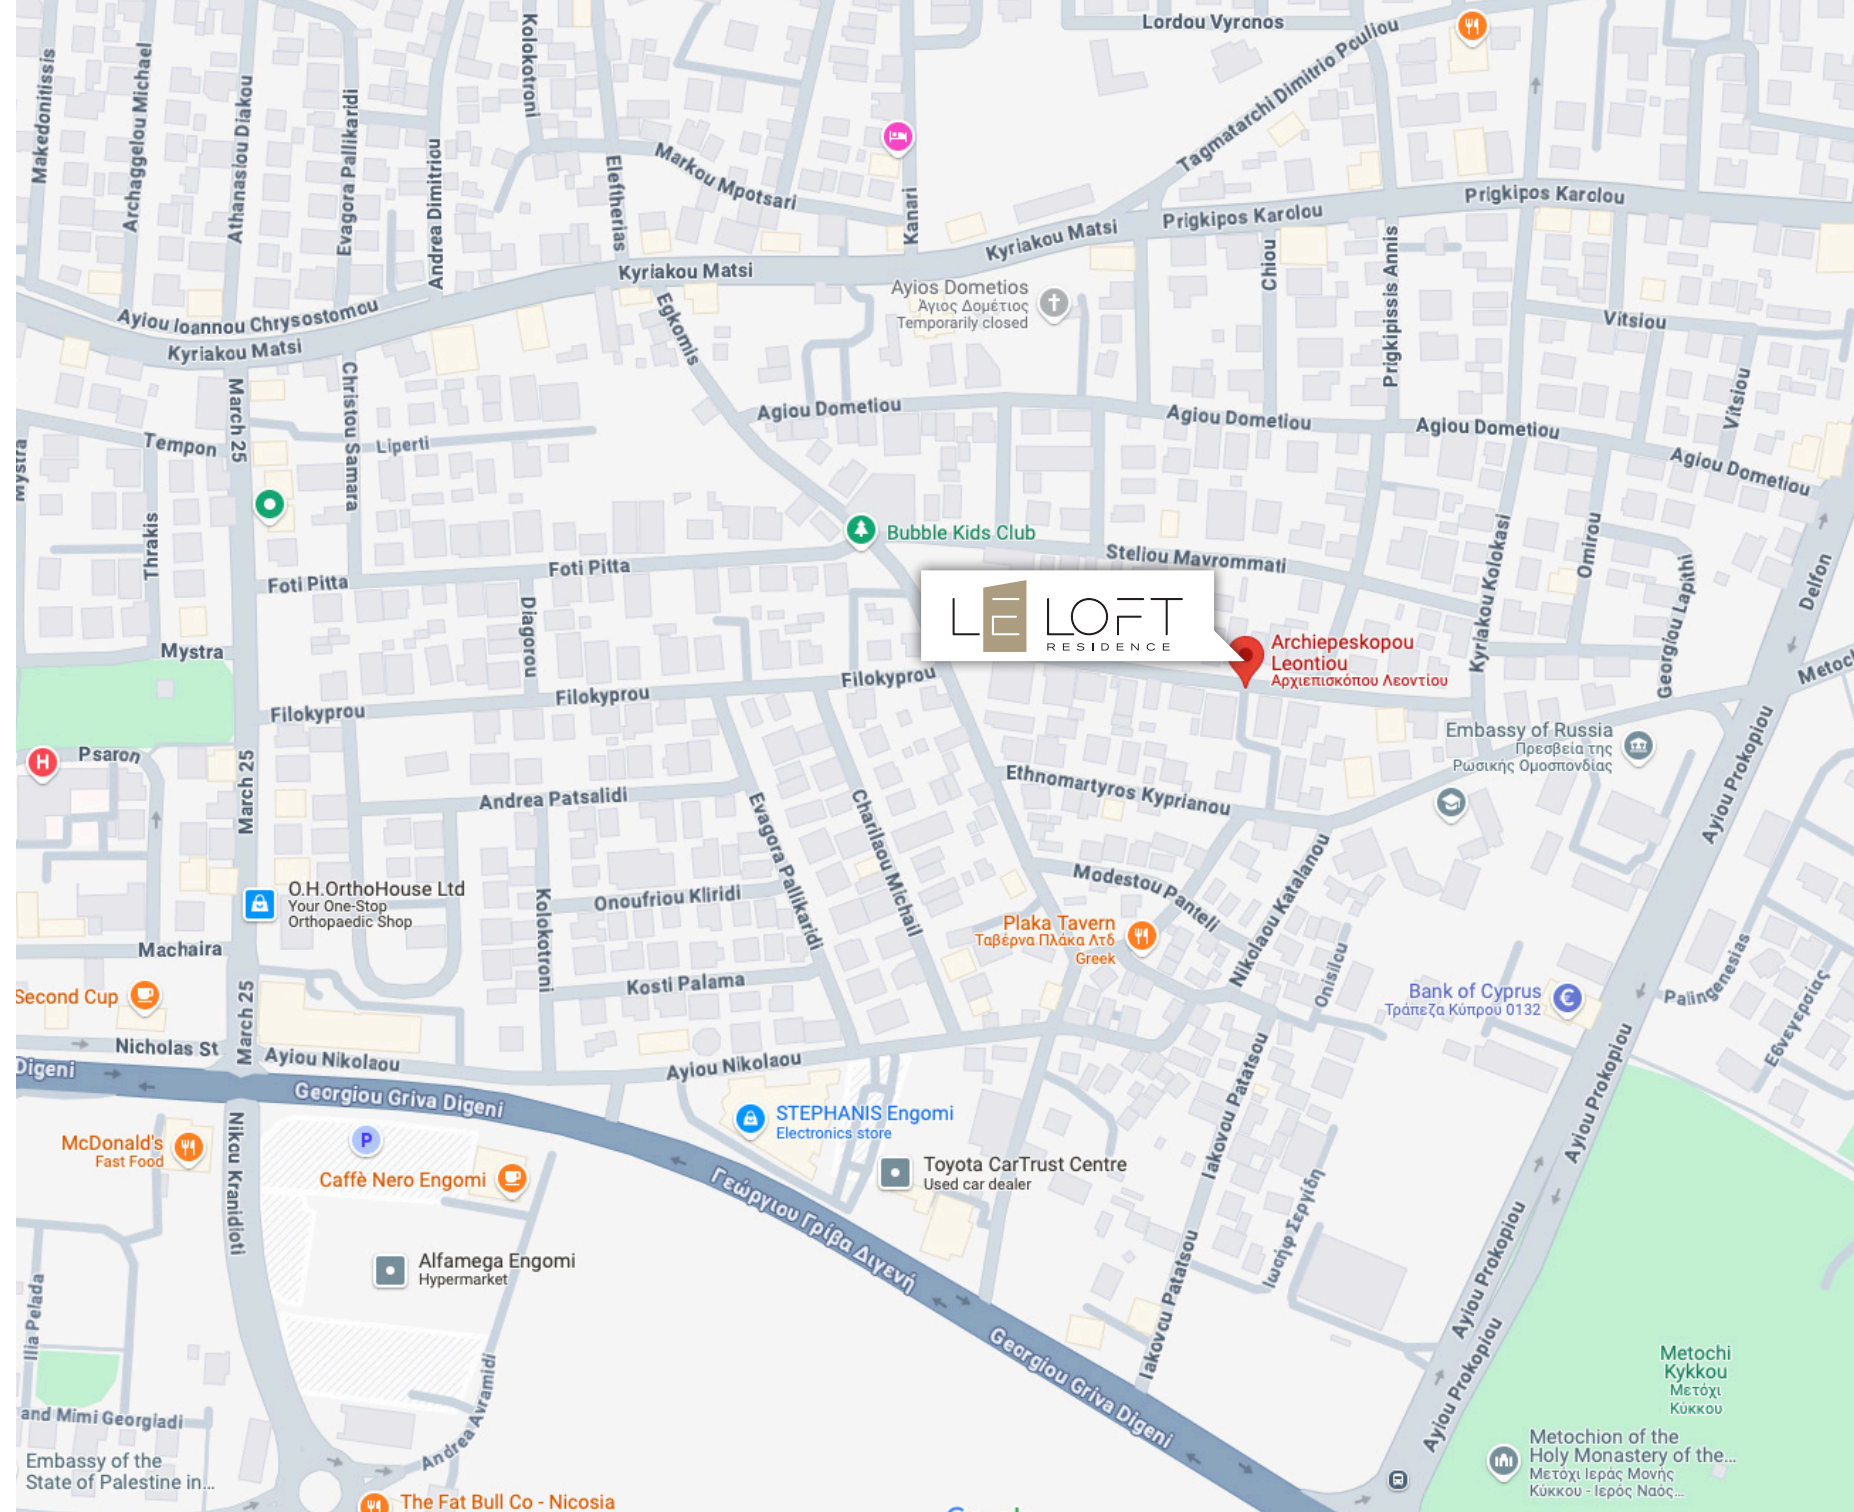 Lordou Vyronos
Kolokotroni
Makedonitissis
Archaggelou Michael
Athanasiou Diakou
Evagora Pallikaridi
Andrea Dimitriou
Eleftherias
Markou Mpotsari
Kanari
Tagmatarchi Dimitrio Pouliou
Prigkipos Karolou
Prigkipos Karolou
Kyriakou Matsi
Kyriakou Matsi
Chiou
Prigkipissis Annis
Ayios Dometios
Άγιος Δομέτιος
Temporarily closed
Ayiou Ioannou Chrysostomou
Kyriakou Matsi
Egkomis
Vitsiou
Vitsiou
March 25
Christou Samara
Agiou Dometiou
Agiou Dometiou
Agiou Dometiou
Agiou Dometiou
Tempon
Liperti
Mystra
Thrakis
Bubble Kids Club
Steliou Mavrommati
Kyriakou Kolokasi
Omirou
Georgiou Lapithi
Delfon
Foti Pitta
Foti Pitta
Diagorou
LE LOFT
RESIDENCE
Archiepeskopou
Leontiou
Αρχιεπισκόπου Λεοντίου
Mystra
Filokyprou
Filokyprou
Filokyprou
Metoch
Embassy of Russia
Πρεσβεία της
Ρωσικής Ομοσπονδίας
Psaron
March 25
Andrea Patsalidi
Evagora Pallikaridi
Charilaou Michail
Ethnomartyros Kyprianou
Ayiou Prokopiou
O.H.OrthoHouse Ltd
Your One-Stop
Orthopaedic Shop
Kolokotroni
Onoufriou Kliridi
Modestou Panteli
Nikolaou Katalanou
Plaka Tavern
Ταβέρνα Πλάκα Λτδ
Greek
Machaira
Kosti Palama
Onisilou
Palingenesias
Second Cup
March 25
Bank of Cyprus
Τράπεζα Κύπρου 0132
Nicholas St
Ayiou Nikolaou
Ayiou Nikolaou
Digeni
Georgiou Griva Digeni
Iakovou Patatsou
Ayiou Prokopiou
STEPHANIS Engomi
Electronics store
McDonald's
Fast Food
Nikou Kranidioti
Caffè Nero Engomi
P
H
Toyota CarTrust Centre
Used car dealer
Γεώργιου Γρίβα Διγενή
Ιωσήφ Σεργίδη
Alfamega Engomi
Hypermarket
Iakovou Patatsou
Ayiou Prokopiou
Ilia Pelada
Georgiou Griva Digeni
Ayiou Prokopiou
Metochi
Kykkou
Μετόχι
Κύκκου
and Mimi Georgiadi
Andrea Avramidi
Embassy of the
State of Palestine in...
Metochion of the
Holy Monastery of the...
Μετόχι Ιεράς Μονής
Κύκκου - Ιερός Ναός...
The Fat Bull Co - Nicosia